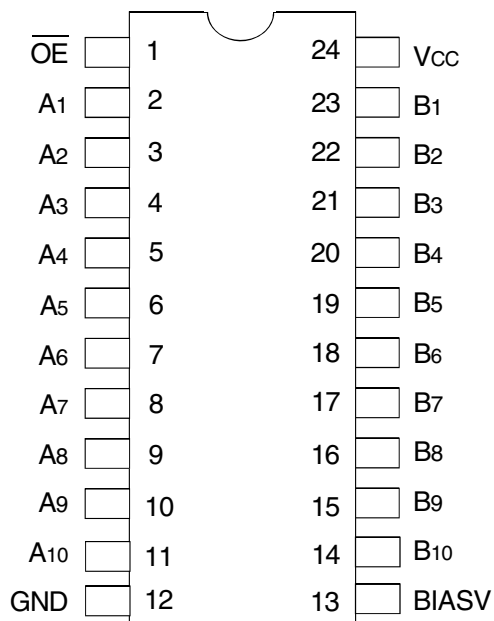 O̅E̅ 1 24 VCC
A1 2 23 B1
A2 3 22 B2
A3 4 21 B3
A4 5 20 B4
A5 6 19 B5
A6 7 18 B6
A7 8 17 B7
A8 9 16 B8
A9 10 15 B9
A10 11 14 B10
GND 12 13 BIASV